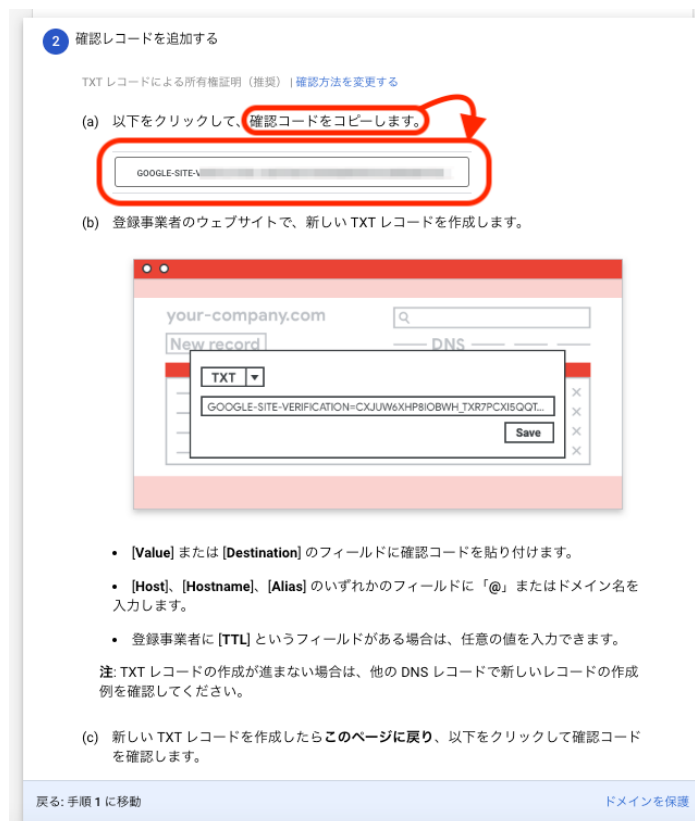 2 確認レコードを追加する
TXT レコードによる所有権証明（推奨） | 確認方法を変更する
(a) 以下をクリックして、確認コードをコピーします。
GOOGLE-SITE-V
(b) 登録事業者のウェブサイトで、新しい TXT レコードを作成します。
your-company.com
New record
DNS
TXT
GOOGLE-SITE-VERIFICATION=CXJUW6XHP8IOBWH_TXR7PCXI5QQT...
Save
• [Value] または [Destination] のフィールドに確認コードを貼り付けます。
• [Host]、[Hostname]、[Alias] のいずれかのフィールドに「@」またはドメイン名を
入力します。
• 登録事業者に [TTL] というフィールドがある場合は、任意の値を入力できます。
注: TXT レコードの作成が進まない場合は、他の DNS レコードで新しいレコードの作成
例を確認してください。
(c) 新しい TXT レコードを作成したらこのページに戻り、以下をクリックして確認コード
を確認します。
戻る: 手順 1 に移動
ドメインを保護